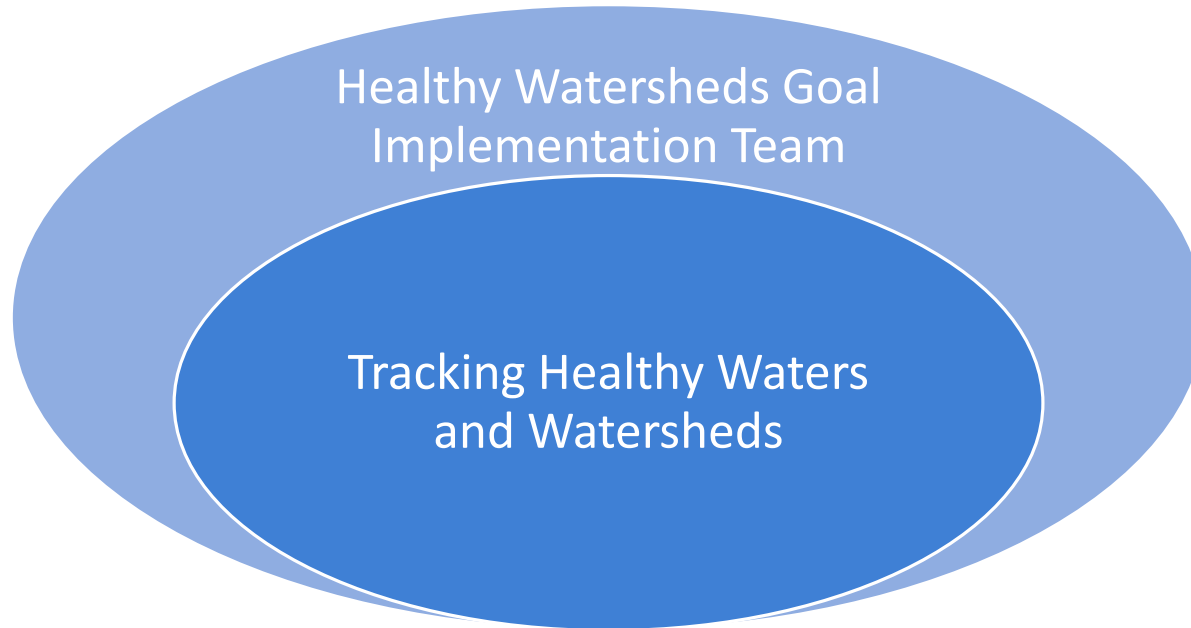 Healthy Watersheds Goal
Implementation Team
Tracking Healthy Waters
and Watersheds